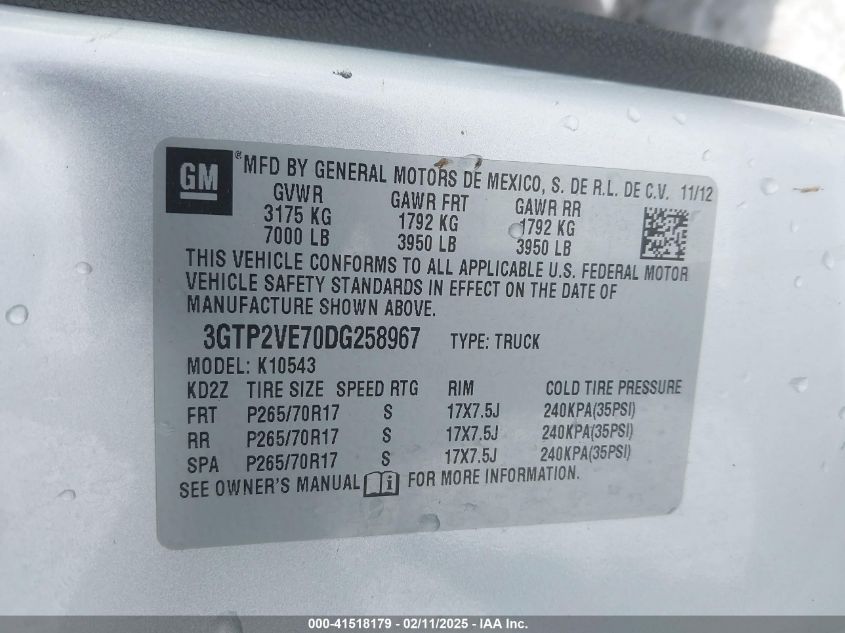 GM ® MFD BY GENERAL MOTORS DE MEXICO, S. DE R.L. DE C.V. 11/12
GVWR GAWR FRT GAWR RR
3175 KG 1792 KG 1792 KG
7000 LB 3950 LB 3950 LB
THIS VEHICLE CONFORMS TO ALL APPLICABLE U.S. FEDERAL MOTOR
VEHICLE SAFETY STANDARDS IN EFFECT ON THE DATE OF
MANUFACTURE SHOWN ABOVE.
3GTP2VE70DG258967 TYPE: TRUCK
MODEL: K10543
KD2Z TIRE SIZE SPEED RTG RIM COLD TIRE PRESSURE
FRT P265/70R17 S 17X7.5J 240KPA(35PSI)
RR P265/70R17 S 17X7.5J 240KPA(35PSI)
SPA P265/70R17 S 17X7.5J 240KPA(35PSI)
SEE OWNER'S MANUAL i FOR MORE INFORMATION.
000-41518179 - 02/11/2025 - IAA Inc.